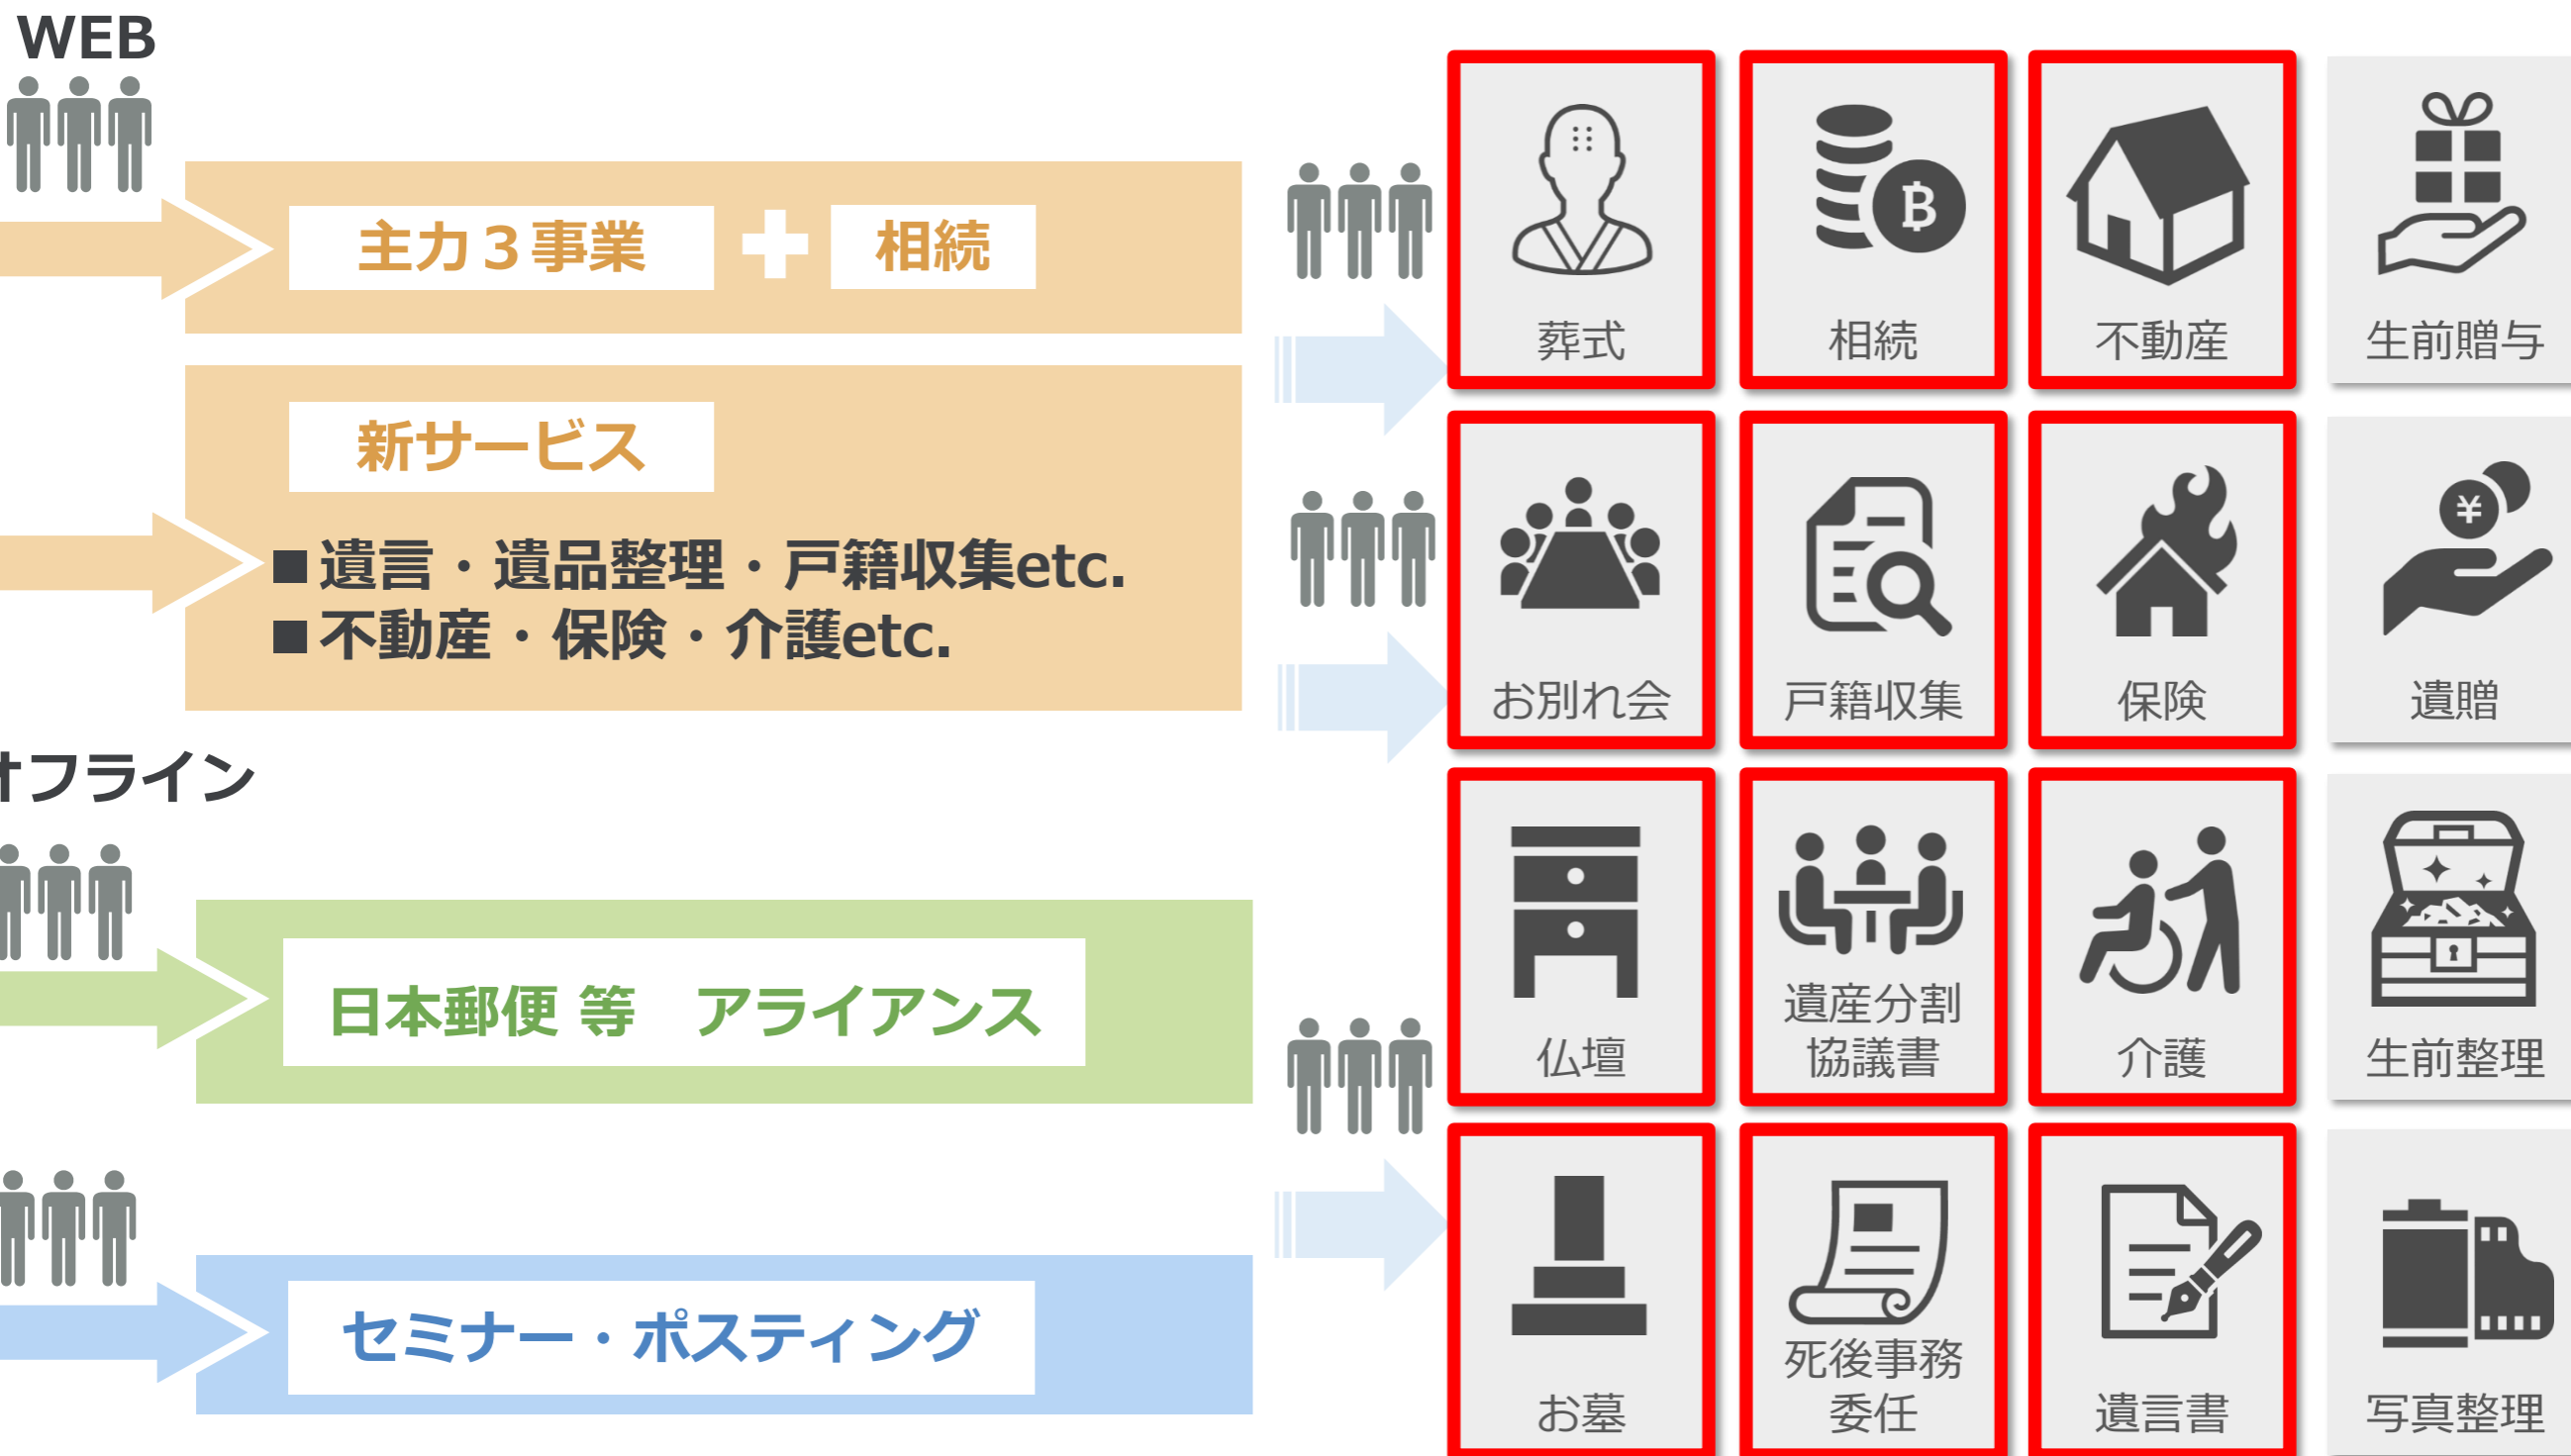 WEB
主力３事業
相続
新サービス
■遺言・遺品整理・戸籍収集etc.
■不動産・保険・介護etc.
オフライン
日本郵便 等　アライアンス
セミナー・ポスティング
葬式
相続
不動産
生前贈与
お別れ会
戸籍収集
保険
遺贈
仏壇
遺産分割
協議書
介護
生前整理
お墓
死後事務
委任
遺言書
写真整理